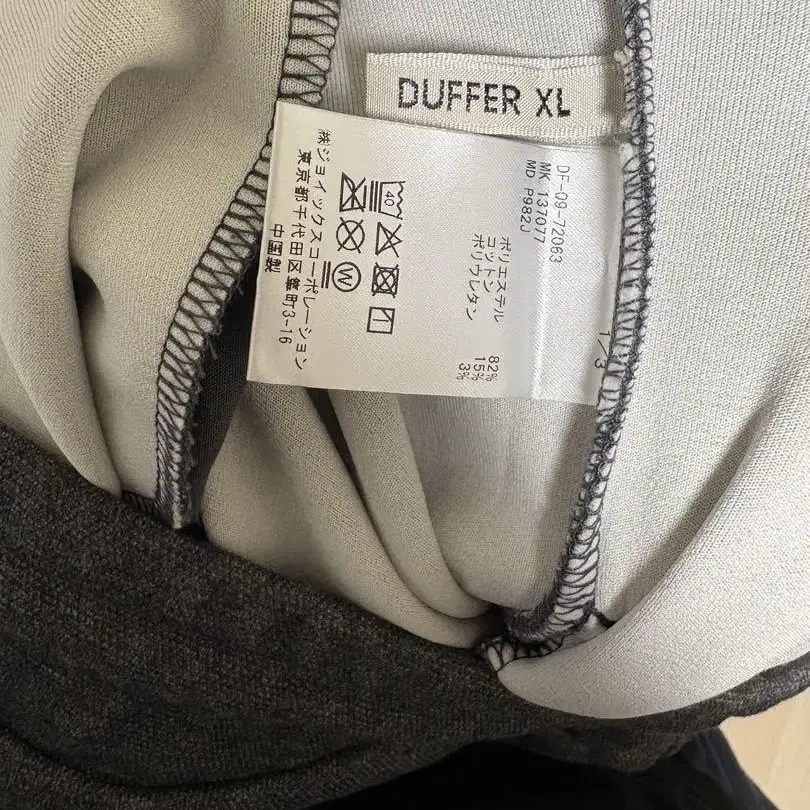 DUFFER XL
DF-09-72063
MK 137077
MD P982J
ポリエステル 82%
コットン 15%
ポリウレタン 3%
1/3
40
W
㈱ジョイックスコーポレーション
東京都千代田区隼町3-16
中国製